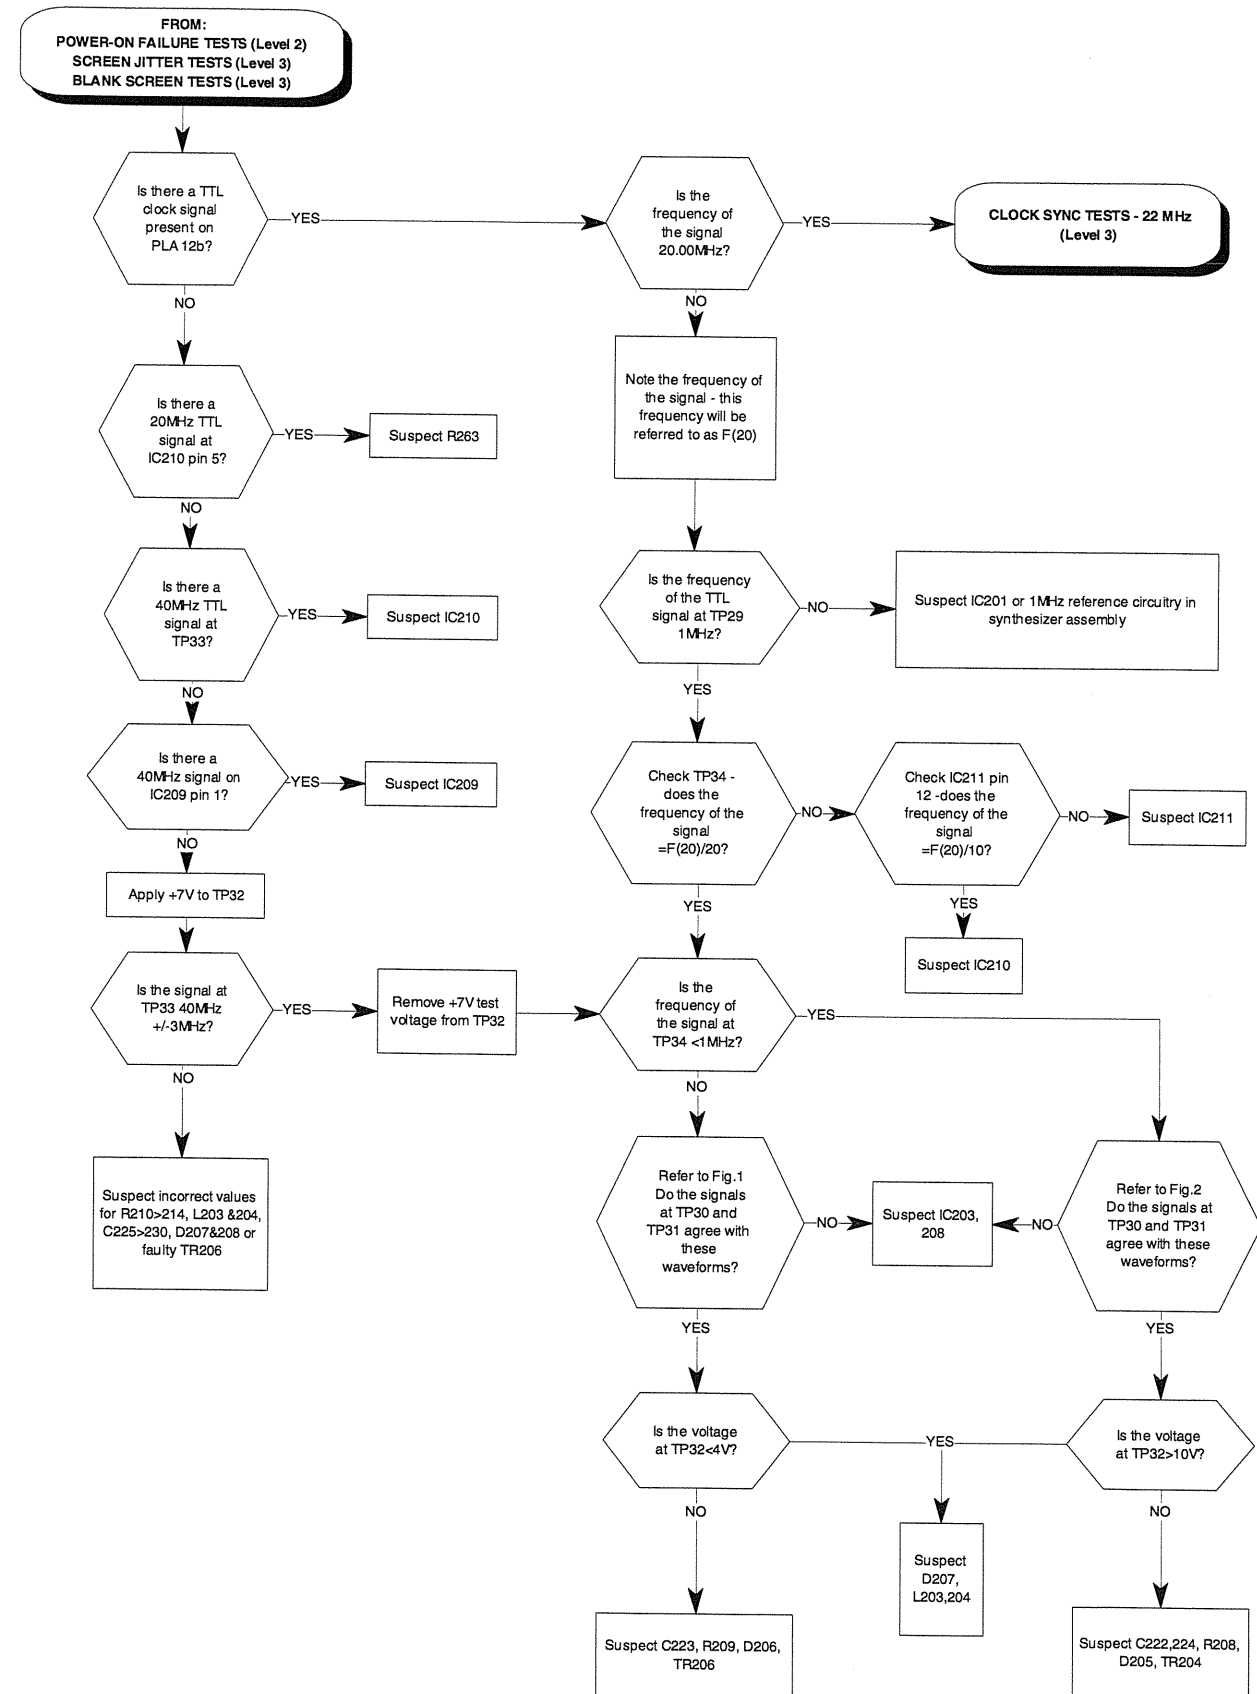 FROM:
POWER-ON FAILURE TESTS (Level 2)
SCREEN JITTER TESTS (Level 3)
BLANK SCREEN TESTS (Level 3)
Is there a TTL
clock signal
present on
PLA 12b?
YES
Is the
frequency of
the signal
20.00MHz?
YES
CLOCK SYNC TESTS - 22 MHz
(Level 3)
NO
NO
Is there a
20MHz TTL
signal at
IC210 pin 5?
YES
Suspect R263
Note the frequency of
the signal - this
frequency will be
referred to as F(20)
NO
Is there a
40MHz TTL
signal at
TP33?
YES
Suspect IC210
Is the frequency
of the TTL
signal at TP29
1MHz?
NO
Suspect IC201 or 1MHz reference circuitry in
synthesizer assembly
NO
YES
Is there a
40MHz signal on
IC209 pin 1?
YES
Suspect IC209
Check TP34 -
does the
frequency of the
signal
=F(20)/20?
NO
Check IC211 pin
12 -does the
frequency of the
signal
=F(20)/10?
NO
Suspect IC211
NO
Apply +7V to TP32
YES
YES
Suspect IC210
Is the signal at
TP33 40MHz
+/-3MHz?
YES
Remove +7V test
voltage from TP32
Is the
frequency of
the signal at
TP34 <1MHz?
YES
NO
NO
Suspect incorrect values
for R210>214, L203 &204,
C225>230, D207&208 or
faulty TR206
Refer to Fig.1
Do the signals
at TP30 and
TP31 agree with
these
waveforms?
NO
Suspect IC203,
208
NO
Refer to Fig.2
Do the signals at
TP30 and TP31
agree with these
waveforms?
YES
YES
Is the voltage
at TP32<4V?
YES
Is the voltage
at TP32>10V?
NO
NO
Suspect
D207,
L203,204
Suspect C223, R209, D206,
TR206
Suspect C222,224, R208,
D205, TR204